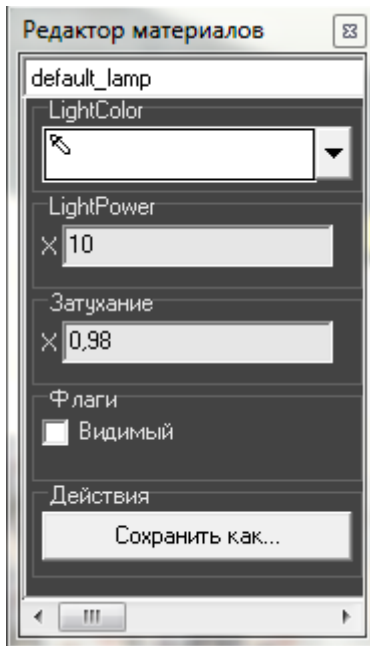 Редактор материалов
default_lamp
LightColor
LightPower
X 10
Затухание
X 0,98
Флаги
Видимый
Действия
Сохранить как...